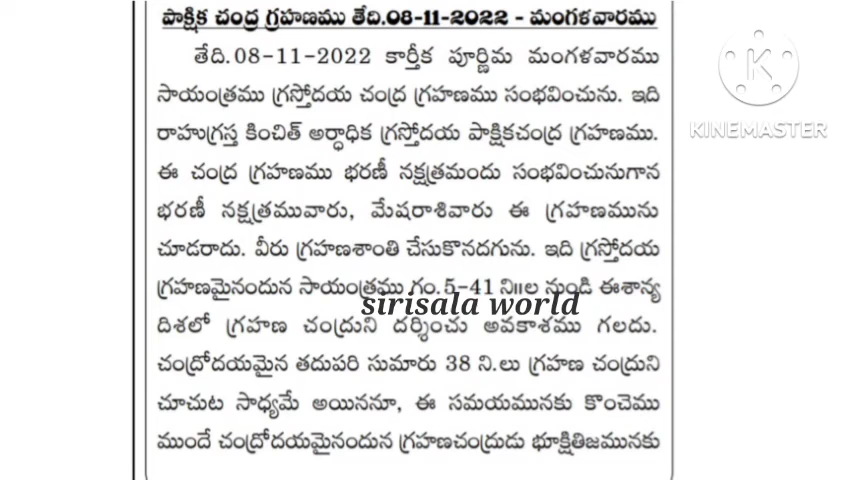 పాక్షిక చంద్ర గ్రహణము తేది.08-11-2022 - మంగళవారము
తేది.08-11-2022 కార్తీక పూర్ణిమ మంగళవారము
సాయంత్రము గ్రస్తోదయ చంద్ర గ్రహణము సంభవించును. ఇది
రాహుగ్రస్త కించిత్ అర్ధాధిక గ్రస్తోదయ పాక్షికచంద్ర గ్రహణము.
ఈ చంద్ర గ్రహణము భరణీ నక్షత్రమందు సంభవించునుగాన
భరణీ నక్షత్రమువారు, మేషరాశివారు ఈ గ్రహణమును
చూడరాదు. వీరు గ్రహణశాంతి చేసుకొనదగును. ఇది గ్రస్తోదయ
గ్రహణమైనందున సాయంత్రము గం.5-41 ని॥ల నుండి ఈశాన్య
దిశలో గ్రహణ చంద్రుని దర్శించు అవకాశము గలదు.
చంద్రోదయమైన తదుపరి సుమారు 38 ని.లు గ్రహణ చంద్రుని
చూచుట సాధ్యమే అయినను, ఈ సమయమునకు కొంచెము
ముందే చంద్రోదయమైనందున గ్రహణచంద్రుడు భూక్షితిజమునకు
sirisala world
KINEMASTER